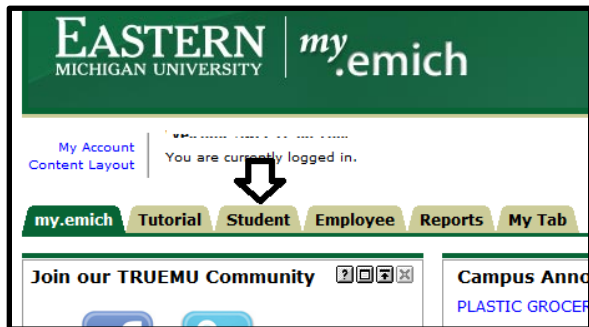 EASTERN
MICHIGAN UNIVERSITY
my.emich
My Account
Content Layout
You are currently logged in.
my.emich Tutorial Student Employee Reports My Tab
Join our TRUEMU Community
Campus Anno
PLASTIC GROCER